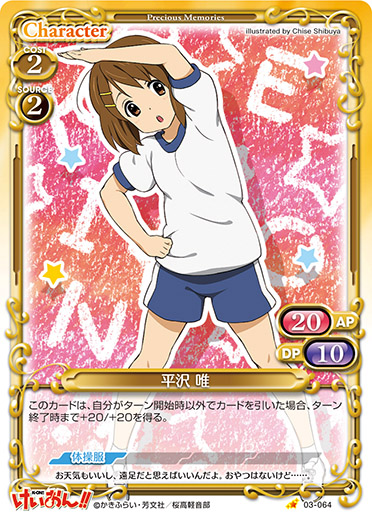 Precious Memories
Character
illustrated by Chise Shibuya
COST
2
SOURCE
2
20 AP
DP 10
平沢 唯
このカードは、自分がターン開始時以外でカードを引いた場合、ターン
終了時まで+20/+20を得る。
体操服
お天気もいいし、遠足だと思えばいいんだよ。おやつはないけど……
けいおん!!
K-ON!
©かきふらい・芳文社/桜高軽音部
03-064